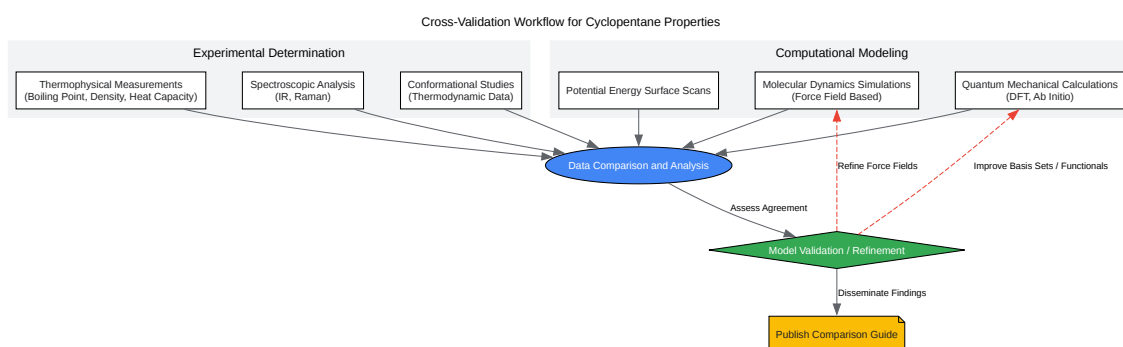 Cross-Validation Workflow for Cyclopentane Properties
Experimental Determination
Computational Modeling
Thermophysical Measurements
(Boiling Point, Density, Heat Capacity)
Spectroscopic Analysis
(IR, Raman)
Conformational Studies
(Thermodynamic Data)
Potential Energy Surface Scans
Molecular Dynamics Simulations
(Force Field Based)
Quantum Mechanical Calculations
(DFT, Ab Initio)
Data Comparison and Analysis
Refine Force Fields
Improve Basis Sets / Functionals
Assess Agreement
Model Validation / Refinement
Disseminate Findings
Publish Comparison Guide